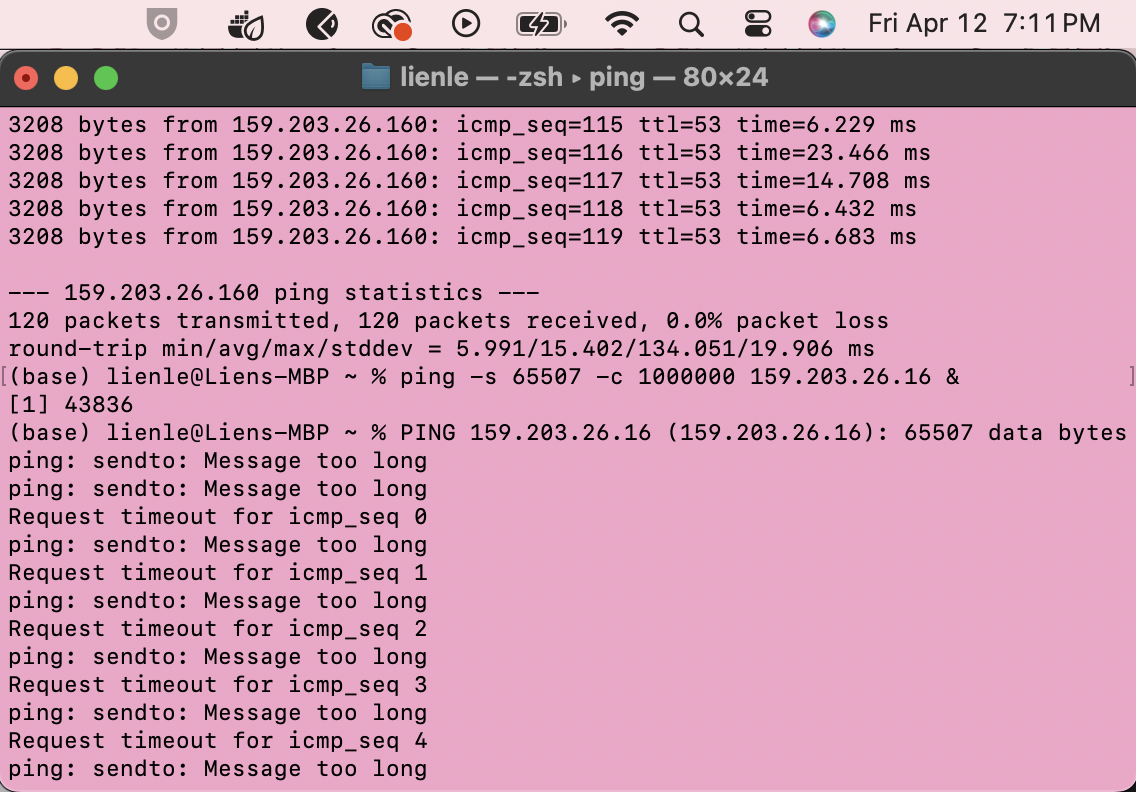 Fri Apr 12 7:11 PM
lienle — -zsh ▸ ping — 80×24
3208 bytes from 159.203.26.160: icmp_seq=115 ttl=53 time=6.229 ms
3208 bytes from 159.203.26.160: icmp_seq=116 ttl=53 time=23.466 ms
3208 bytes from 159.203.26.160: icmp_seq=117 ttl=53 time=14.708 ms
3208 bytes from 159.203.26.160: icmp_seq=118 ttl=53 time=6.432 ms
3208 bytes from 159.203.26.160: icmp_seq=119 ttl=53 time=6.683 ms
--- 159.203.26.160 ping statistics ---
120 packets transmitted, 120 packets received, 0.0% packet loss
round-trip min/avg/max/stddev = 5.991/15.402/134.051/19.906 ms
[(base) lienle@Liens-MBP ~ % ping -s 65507 -c 1000000 159.203.26.16 & ]
[1] 43836
(base) lienle@Liens-MBP ~ % PING 159.203.26.16 (159.203.26.16): 65507 data bytes
ping: sendto: Message too long
ping: sendto: Message too long
Request timeout for icmp_seq 0
ping: sendto: Message too long
Request timeout for icmp_seq 1
ping: sendto: Message too long
Request timeout for icmp_seq 2
ping: sendto: Message too long
Request timeout for icmp_seq 3
ping: sendto: Message too long
Request timeout for icmp_seq 4
ping: sendto: Message too long